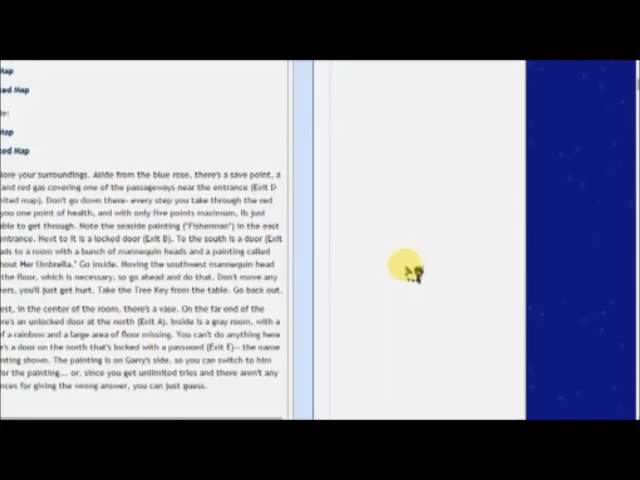 Map
ked Map
de:
Map
ked Map
lore your surroundings. Aside from the blue rose, there's a save point, a
and red gas covering one of the passageways near the entrance (Exit D
mited map). Don't go down there- every step you take through the red
you one point of health, and with only five points maximum, Ib just
ble to get through. Note the seaside painting ("Fisherman") in the east
entrance. Next to it is a locked door (Exit B). To the south is a door (Exit
ads to a room with a bunch of mannequin heads and a painting called
hout Her Umbrella." Go inside. Moving the southwest mannequin head
the floor, which is necessary, so go ahead and do that. Don't move any
hers, you'll just get hurt. Take the Tree Key from the table. Go back out.
est, in the center of the room, there's a vase. On the far end of the
re's an unlocked door at the north (Exit A). Inside is a gray room, with a
of a rainbow and a large area of floor missing. You can't do anything here
e's a door on the north that's locked with a password (Exit E)-- the name
nting shown. The painting is on Garry's side, so you can switch to him
for the painting... or, since you get unlimited tries and there aren't any
nces for giving the wrong answer, you can just guess.